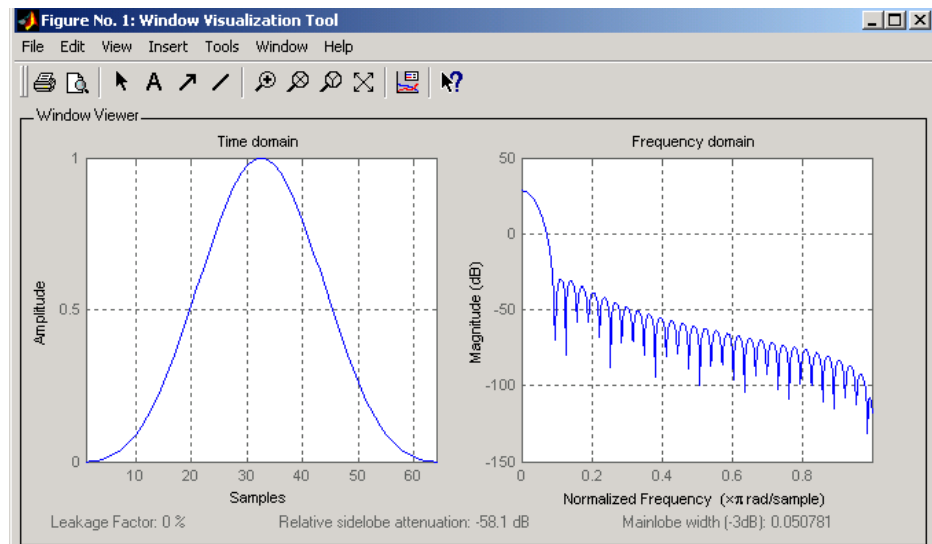 Figure No. 1: Window Visualization Tool
File Edit View Insert Tools Window Help
A
Window Viewer
Time domain
Amplitude
1
0.5
0
10 20 30 40 50 60
Samples
Frequency domain
Magnitude (dB)
50
0
-50
-100
-150
0 0.2 0.4 0.6 0.8
Normalized Frequency (×π rad/sample)
Leakage Factor: 0 % Relative sidelobe attenuation: -58.1 dB Mainlobe width (-3dB): 0.050781